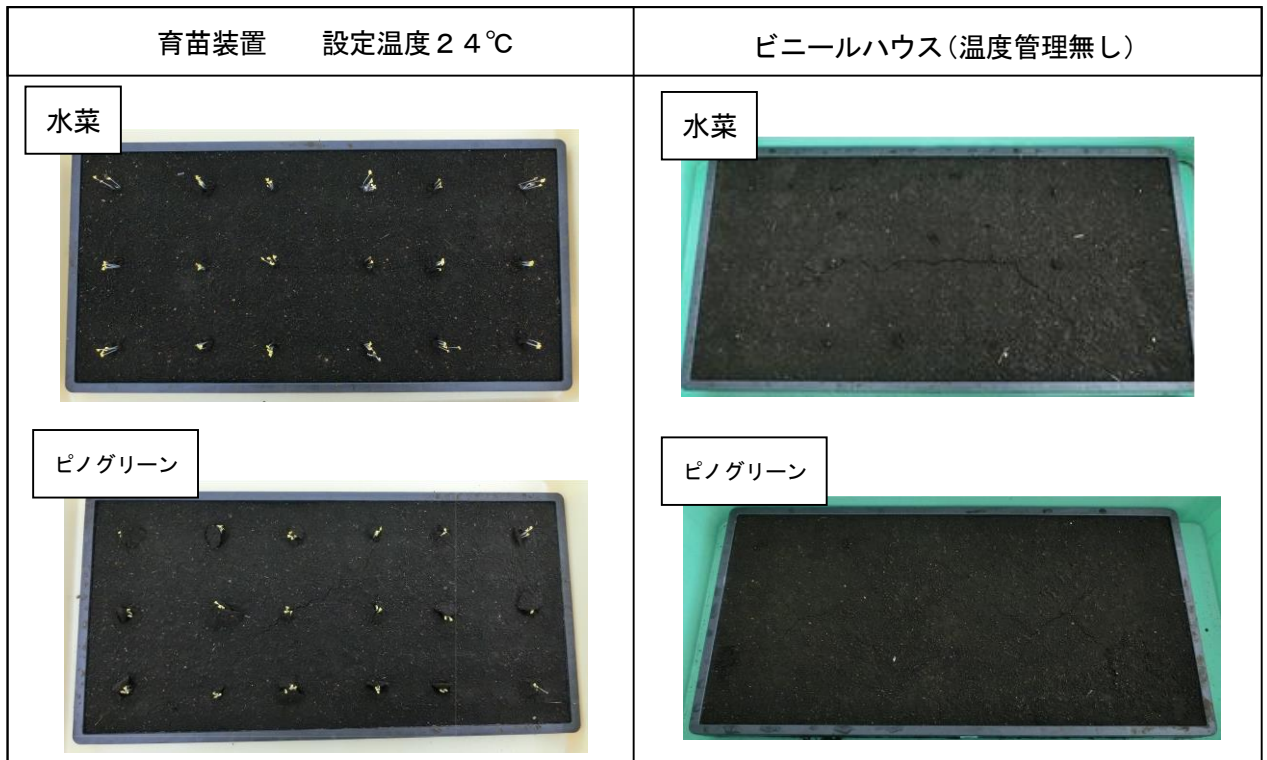 育苗装置　　設定温度２４℃
ビニールハウス（温度管理無し）
水菜
水菜
ピノグリーン
ピノグリーン